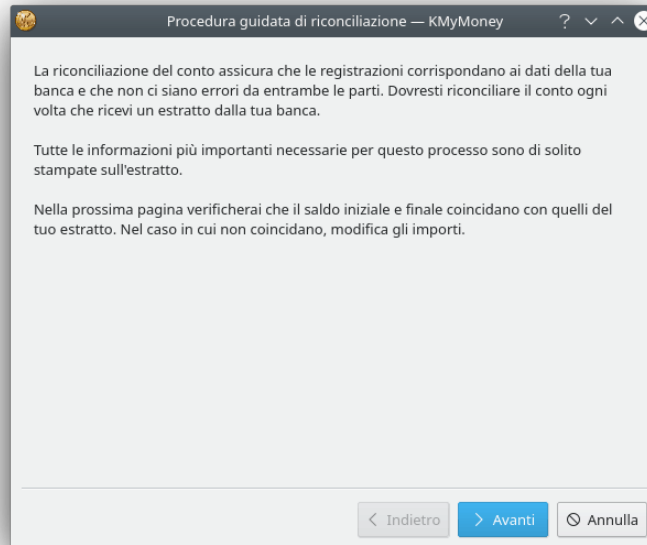 Procedura guidata di riconciliazione — KMyMoney
La riconciliazione del conto assicura che le registrazioni corrispondano ai dati della tua
banca e che non ci siano errori da entrambe le parti. Dovresti riconciliare il conto ogni
volta che ricevi un estratto dalla tua banca.
Tutte le informazioni più importanti necessarie per questo processo sono di solito
stampate sull'estratto.
Nella prossima pagina verificherai che il saldo iniziale e finale coincidano con quelli del
tuo estratto. Nel caso in cui non coincidano, modifica gli importi.
Indietro Avanti Annulla